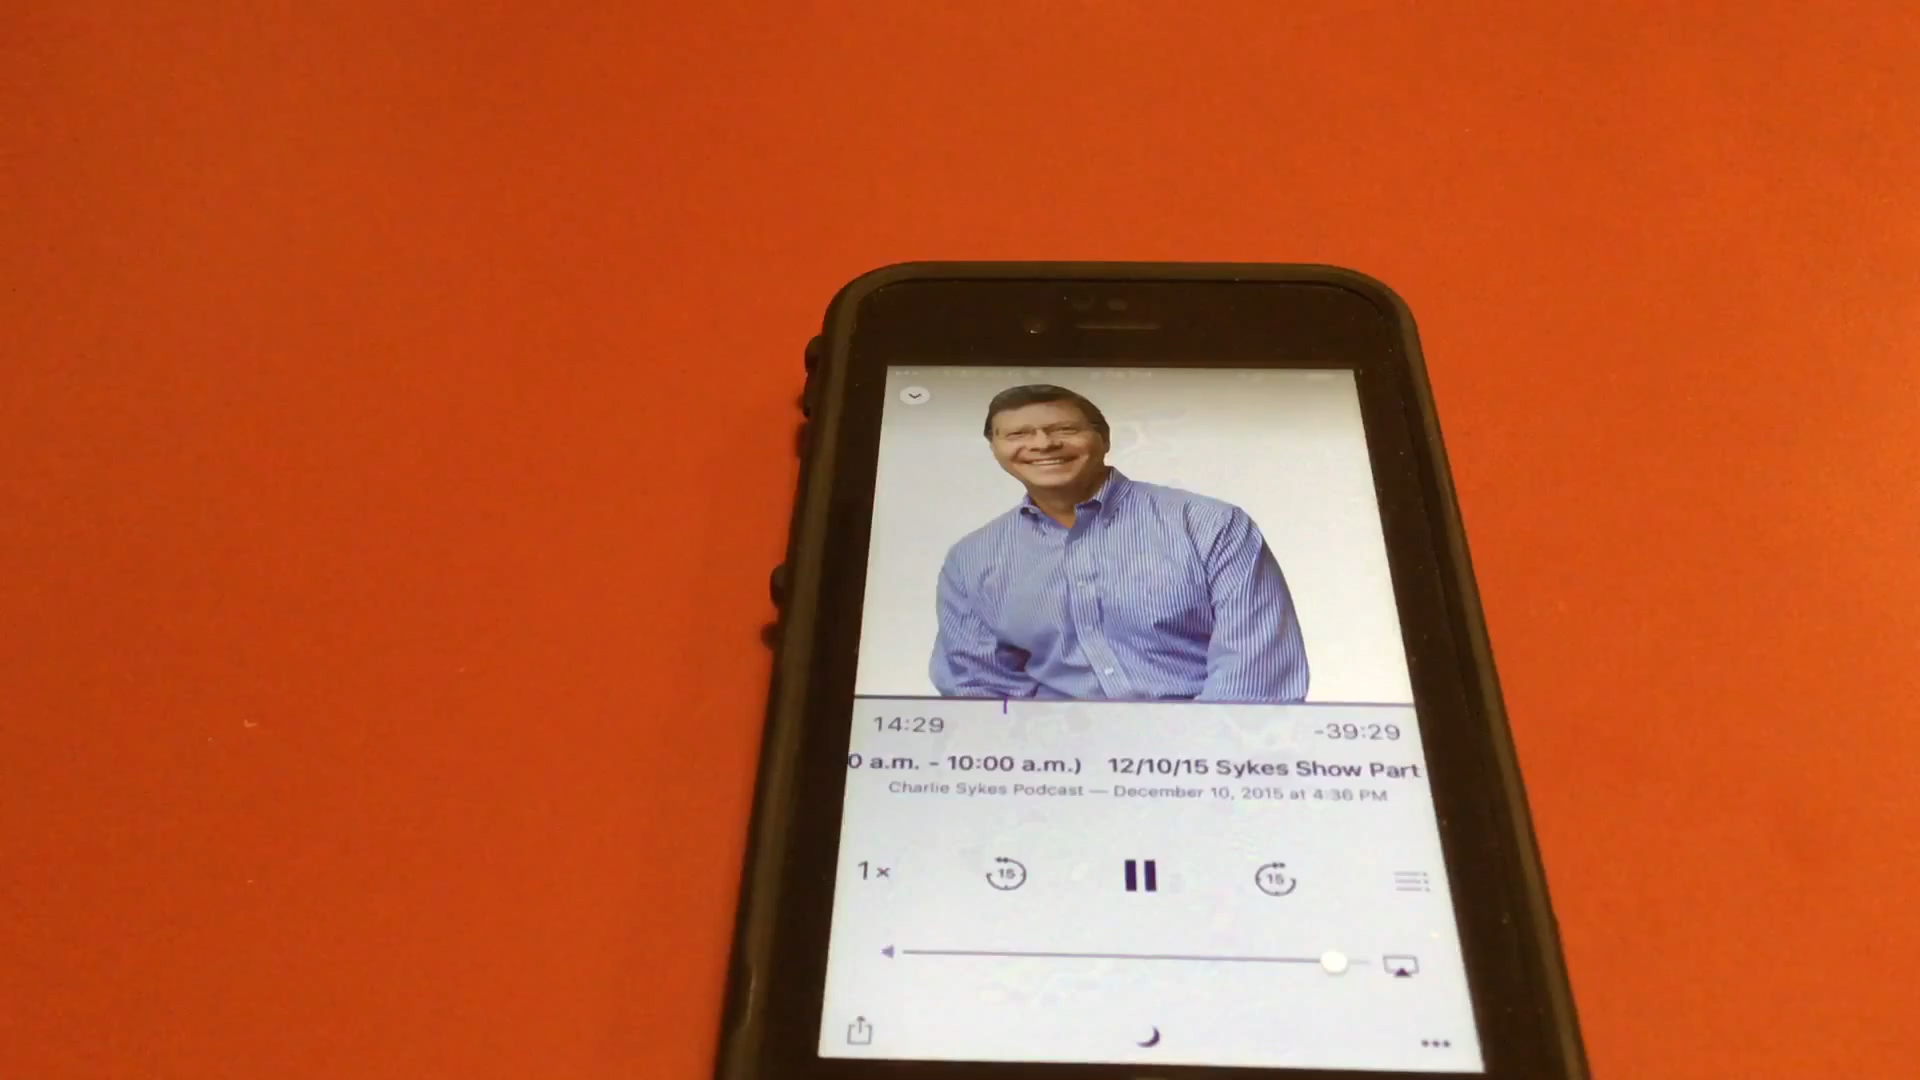 14:29 -39:29
0 a.m. - 10:00 a.m.) 12/10/15 Sykes Show Part
Charlie Sykes Podcast — December 10, 2015 at 4:36 PM
1× 15 15